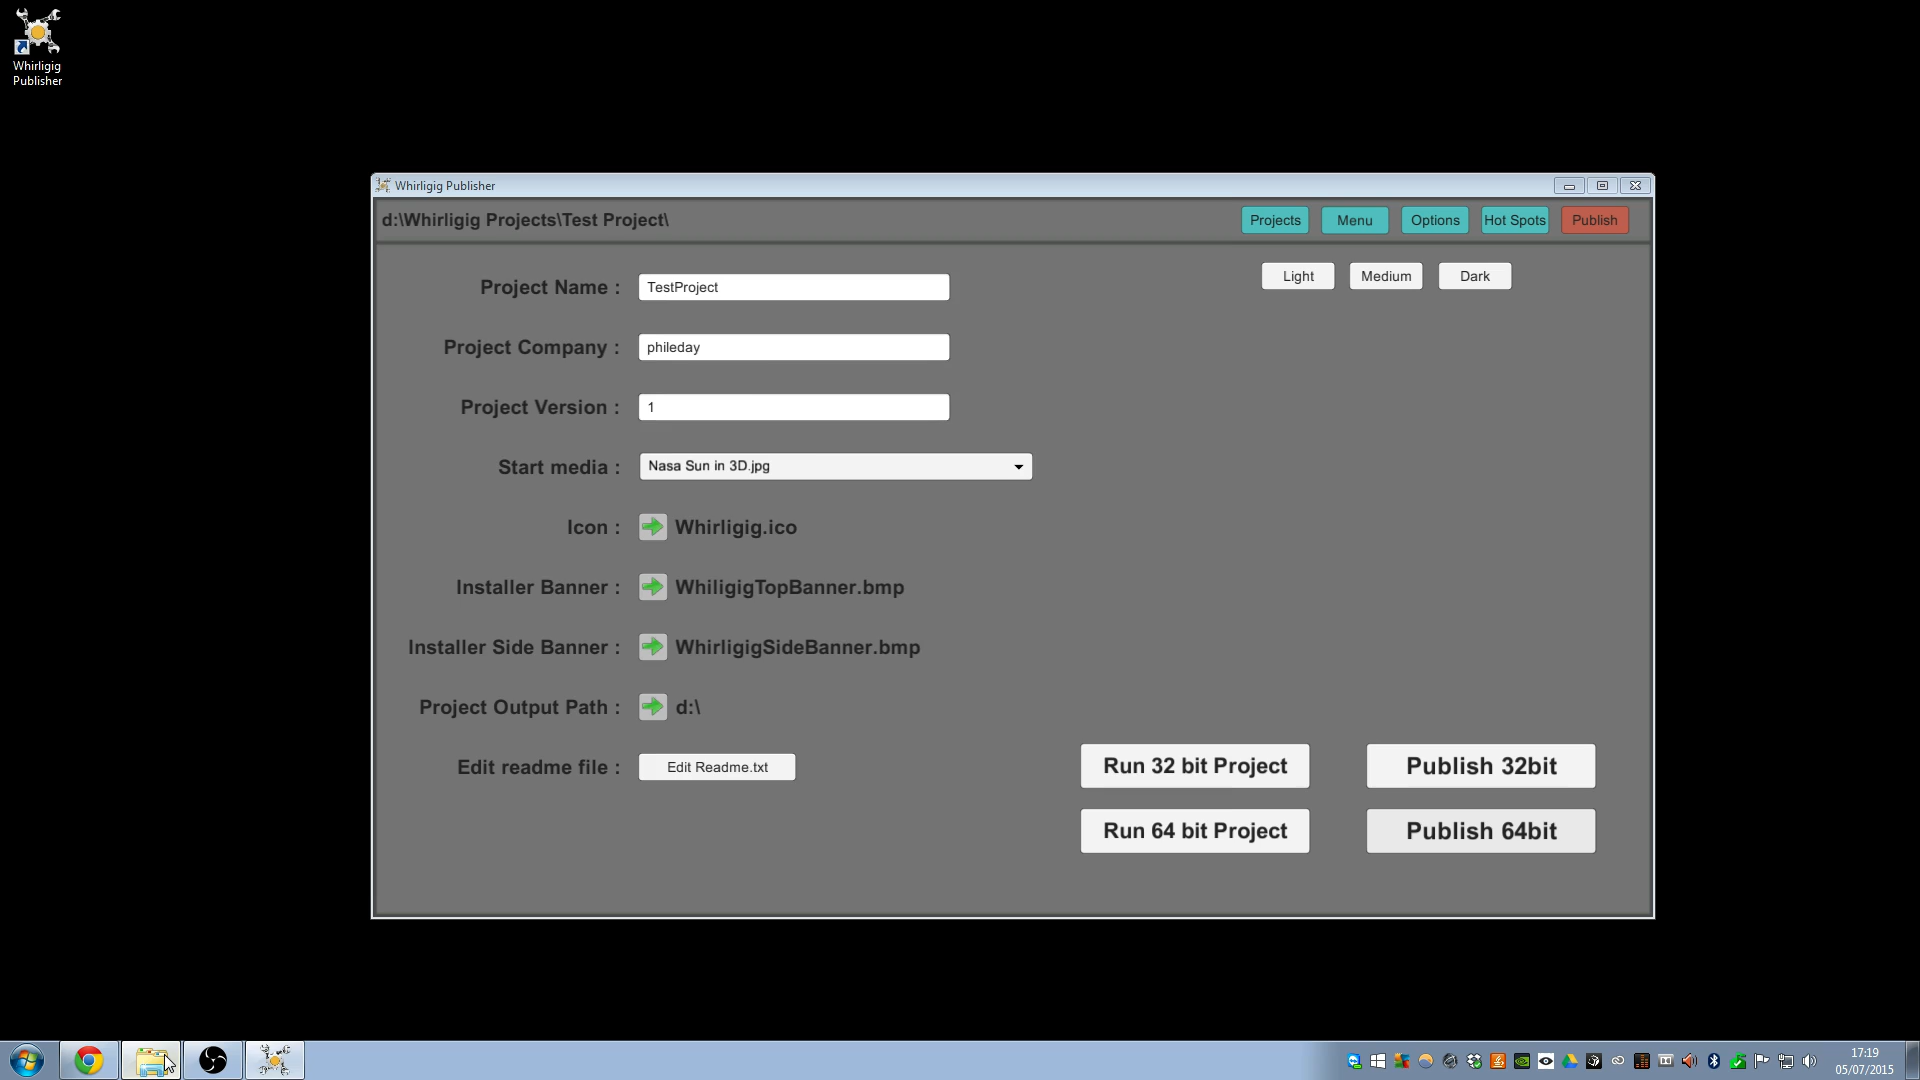 Whirligig
Publisher
Whirligig Publisher
d:\Whirligig Projects\Test Project\
Projects
Menu
Options
Hot Spots
Publish
Light
Medium
Dark
Project Name :
TestProject
Project Company :
phileday
Project Version :
1
Start media :
Nasa Sun in 3D.jpg
Icon :
Whirligig.ico
Installer Banner :
WhiligigTopBanner.bmp
Installer Side Banner :
WhirligigSideBanner.bmp
Project Output Path :
d:\
Edit readme file :
Edit Readme.txt
Run 32 bit Project
Publish 32bit
Run 64 bit Project
Publish 64bit
17:19
05/07/2015